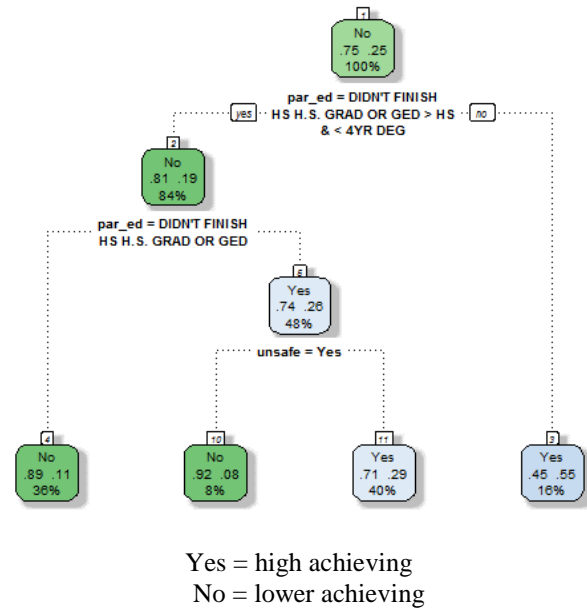 1
No
.75 .25
100%
par_ed = DIDN'T FINISH
yes HS H.S. GRAD OR GED > HS no
& < 4YR DEG
2
No
.81 .19
84%
par_ed = DIDN'T FINISH
HS H.S. GRAD OR GED
5
Yes
.74 .26
48%
unsafe = Yes
4
No
.89 .11
36%
10
No
.92 .08
8%
11
Yes
.71 .29
40%
3
Yes
.45 .55
16%
Yes = high achieving
No = lower achieving